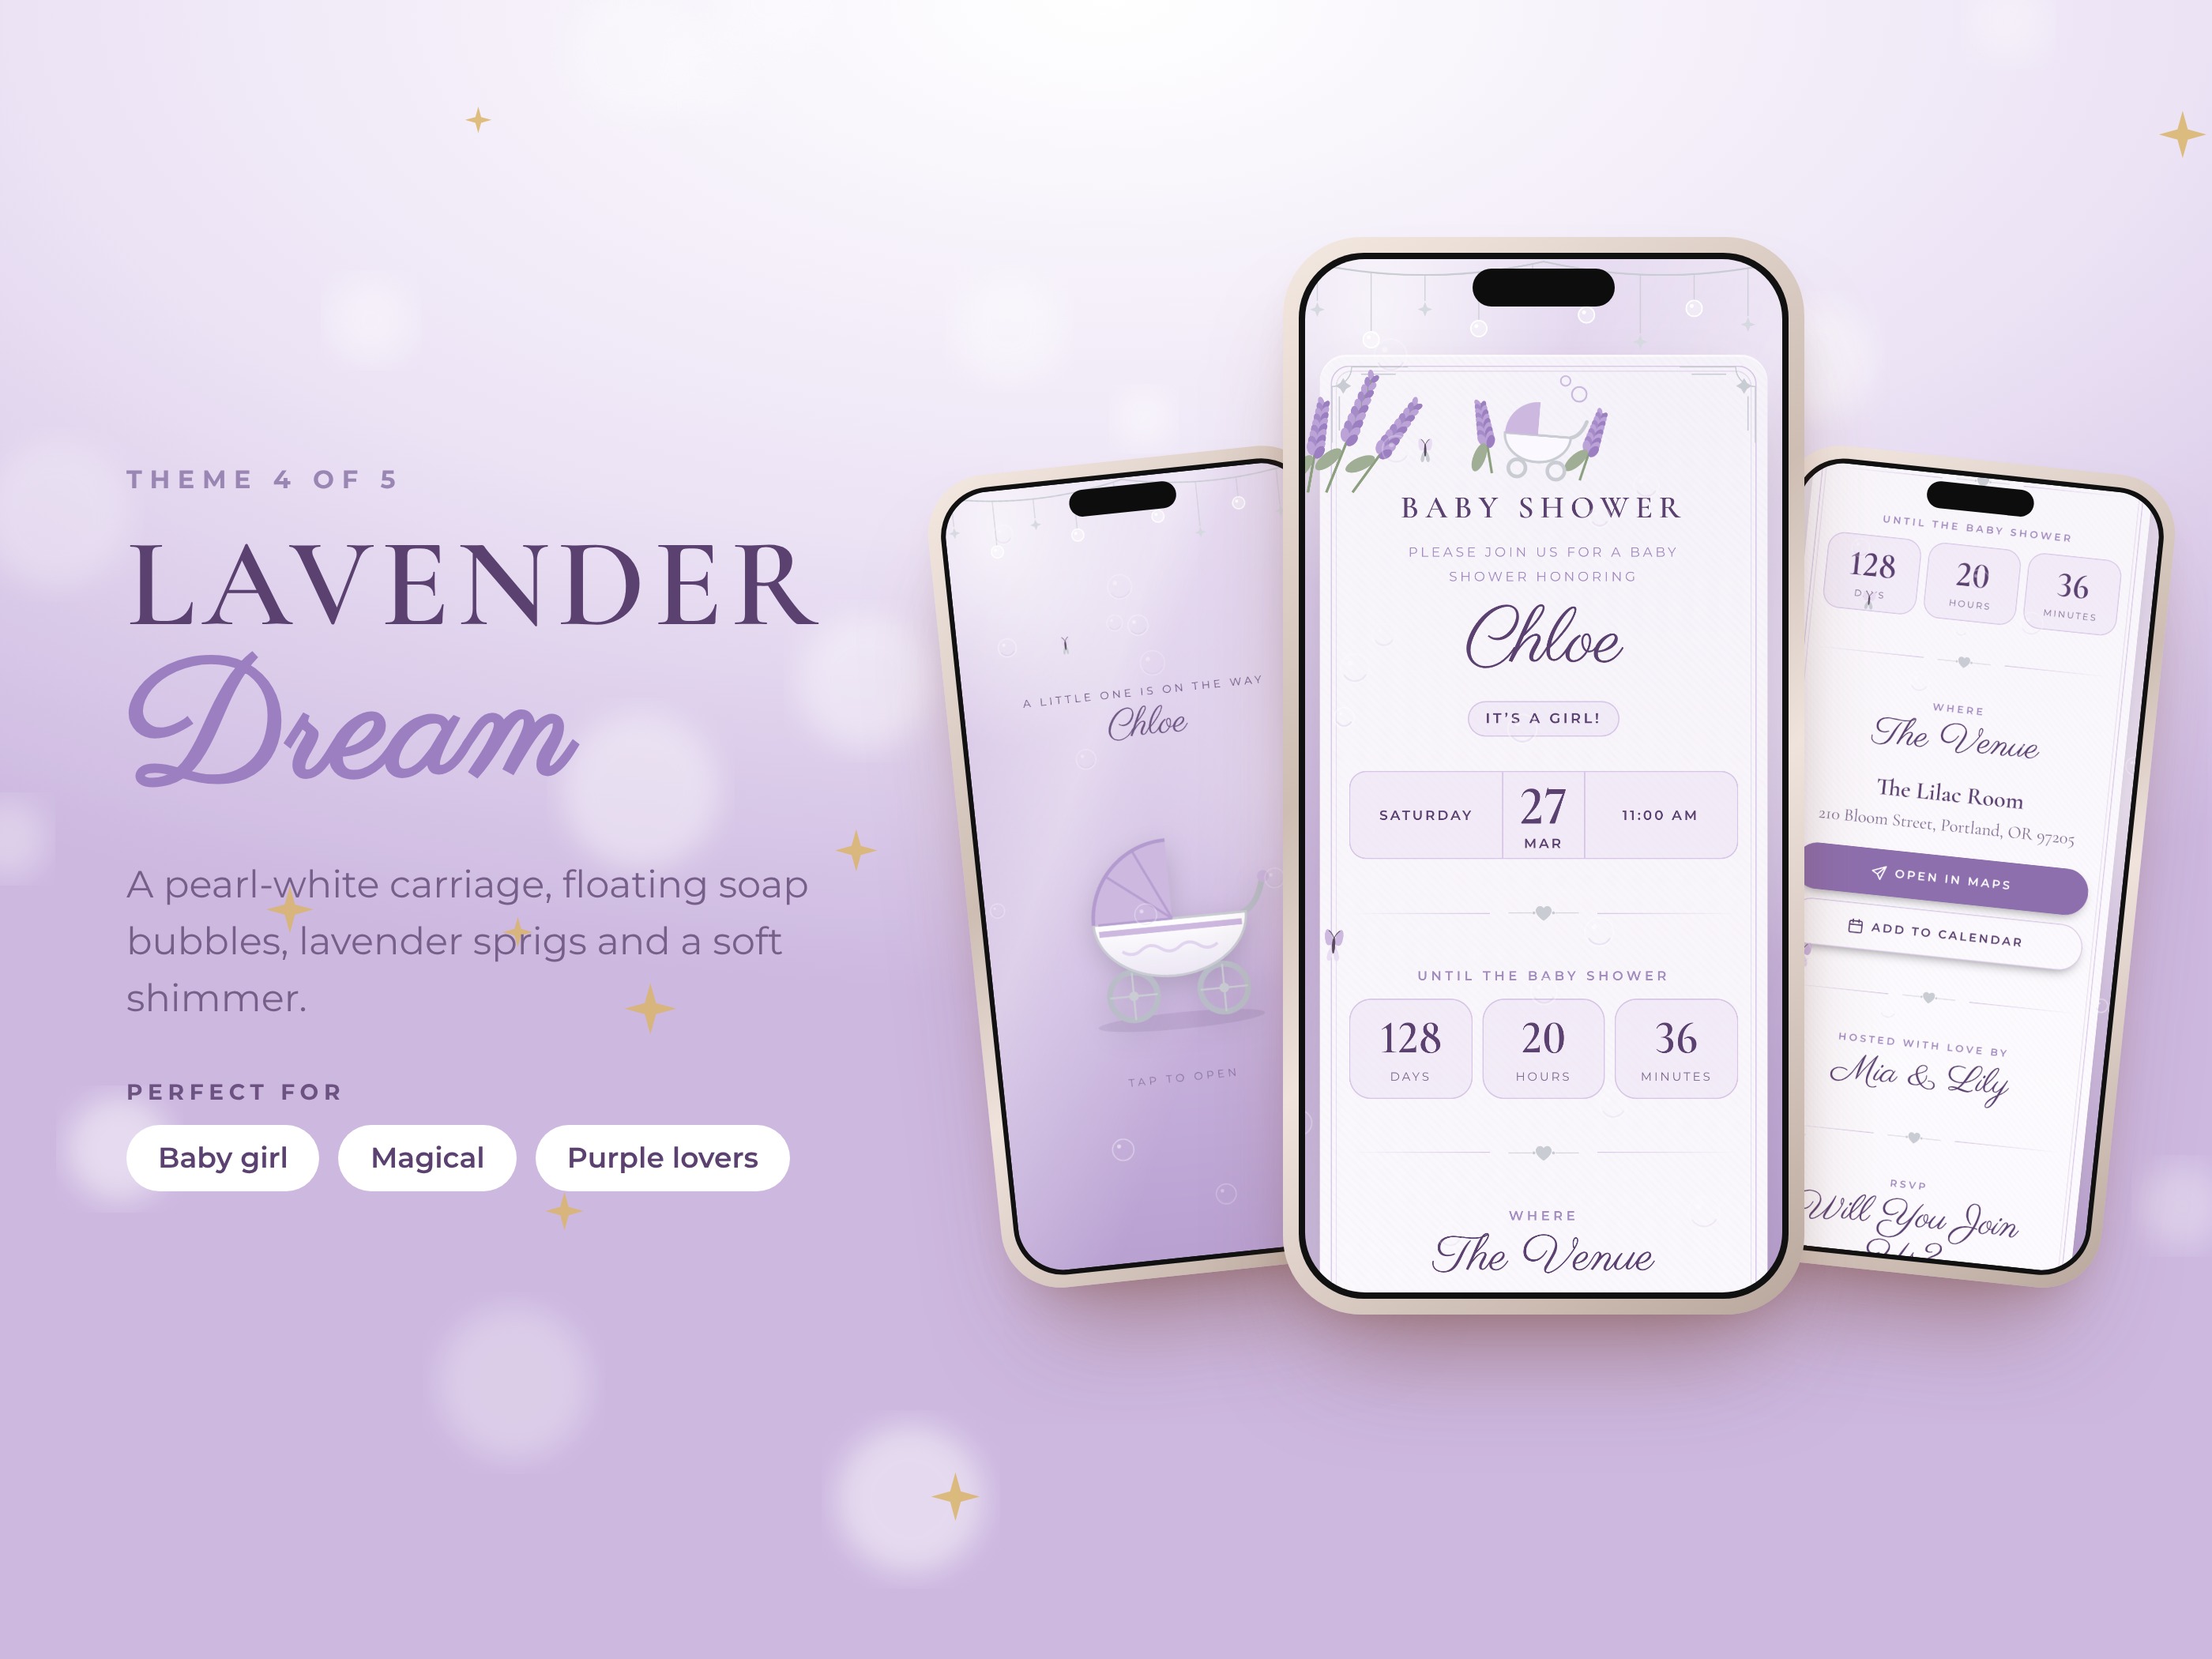 THEME 4 OF 5
LAVENDER
Dream
A pearl-white carriage, floating soap
bubbles, lavender sprigs and a soft
shimmer.
PERFECT FOR
Baby girl
Magical
Purple lovers
A LITTLE ONE IS ON THE WAY
Chloe
TAP TO OPEN
BABY SHOWER
PLEASE JOIN US FOR A BABY
SHOWER HONORING
Chloe
IT'S A GIRL!
SATURDAY
27
MAR
11:00 AM
UNTIL THE BABY SHOWER
128
DAYS
20
HOURS
36
MINUTES
WHERE
The Venue
UNTIL THE BABY SHOWER
128
DAYS
20
HOURS
36
MINUTES
WHERE
The Venue
The Lilac Room
210 Bloom Street, Portland, OR 97205
OPEN IN MAPS
ADD TO CALENDAR
HOSTED WITH LOVE BY
Mia & Lily
RSVP
Will You Join
Us?